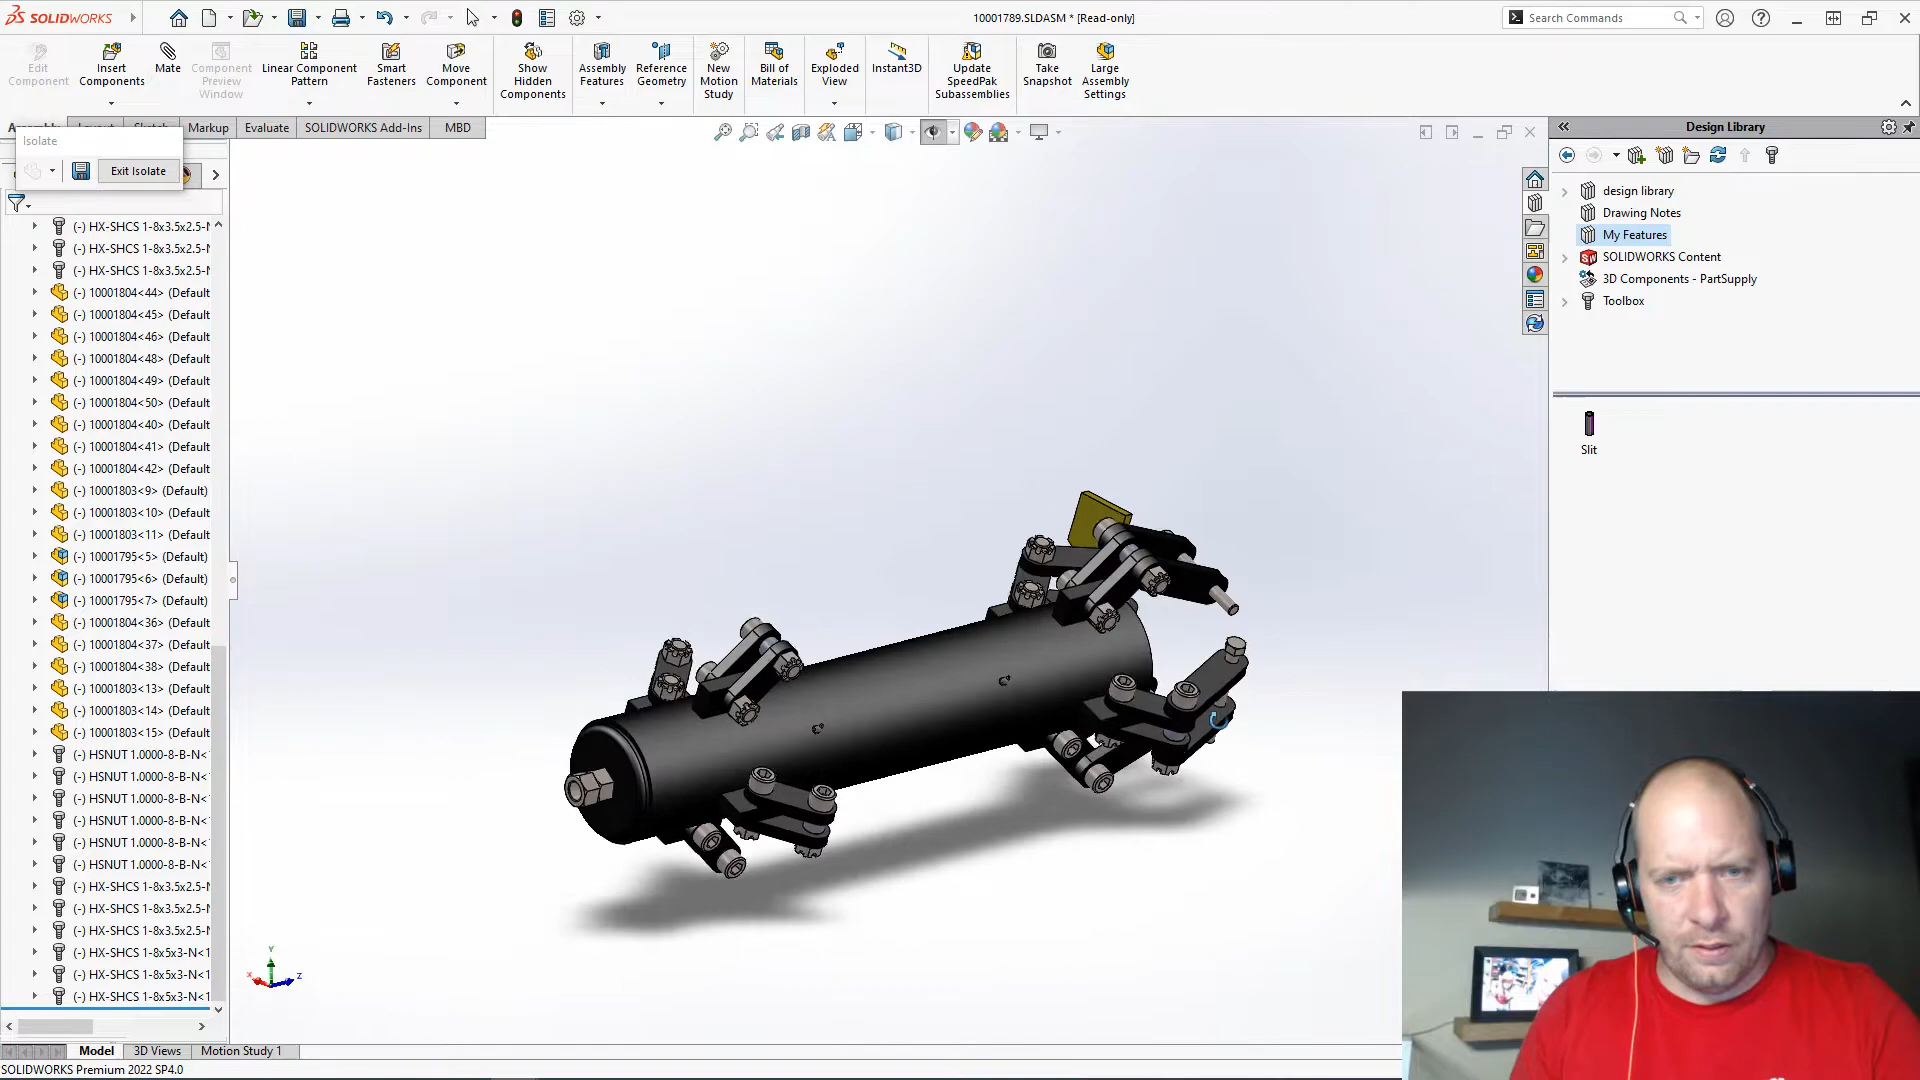 SOLIDWORKS
10001789.SLDASM * [Read-only]
Search Commands
Edit Component
Insert Components
Mate
Component Preview Window
Linear Component Pattern
Smart Fasteners
Move Component
Show Hidden Components
Assembly Features
Reference Geometry
New Motion Study
Bill of Materials
Exploded View
Instant3D
Update SpeedPak Subassemblies
Take Snapshot
Large Assembly Settings
Markup
Evaluate
SOLIDWORKS Add-Ins
MBD
Isolate
Exit Isolate
(-) HX-SHCS 1-8x3.5x2.5-N
(-) HX-SHCS 1-8x3.5x2.5-N
(-) HX-SHCS 1-8x3.5x2.5-N
(-) 10001804<44> (Default
(-) 10001804<45> (Default
(-) 10001804<46> (Default
(-) 10001804<48> (Default
(-) 10001804<49> (Default
(-) 10001804<50> (Default
(-) 10001804<40> (Default
(-) 10001804<41> (Default
(-) 10001804<42> (Default
(-) 10001803<9> (Default)
(-) 10001803<10> (Default)
(-) 10001803<11> (Default)
(-) 10001795<5> (Default)
(-) 10001795<6> (Default)
(-) 10001795<7> (Default)
(-) 10001804<36> (Default
(-) 10001804<37> (Default
(-) 10001804<38> (Default
(-) 10001803<13> (Default)
(-) 10001803<14> (Default)
(-) 10001803<15> (Default)
(-) HSNUT 1.0000-8-B-N<
(-) HSNUT 1.0000-8-B-N<
(-) HSNUT 1.0000-8-B-N<
(-) HSNUT 1.0000-8-B-N<
(-) HSNUT 1.0000-8-B-N<
(-) HSNUT 1.0000-8-B-N<
(-) HX-SHCS 1-8x3.5x2.5-N
(-) HX-SHCS 1-8x3.5x2.5-N
(-) HX-SHCS 1-8x3.5x2.5-N
(-) HX-SHCS 1-8x5x3-N<1
(-) HX-SHCS 1-8x5x3-N<1
(-) HX-SHCS 1-8x5x3-N<1
Y
X
Z
Design Library
design library
Drawing Notes
My Features
SOLIDWORKS Content
3D Components - PartSupply
Toolbox
Slit
Model
3D Views
Motion Study 1
SOLIDWORKS Premium 2022 SP4.0